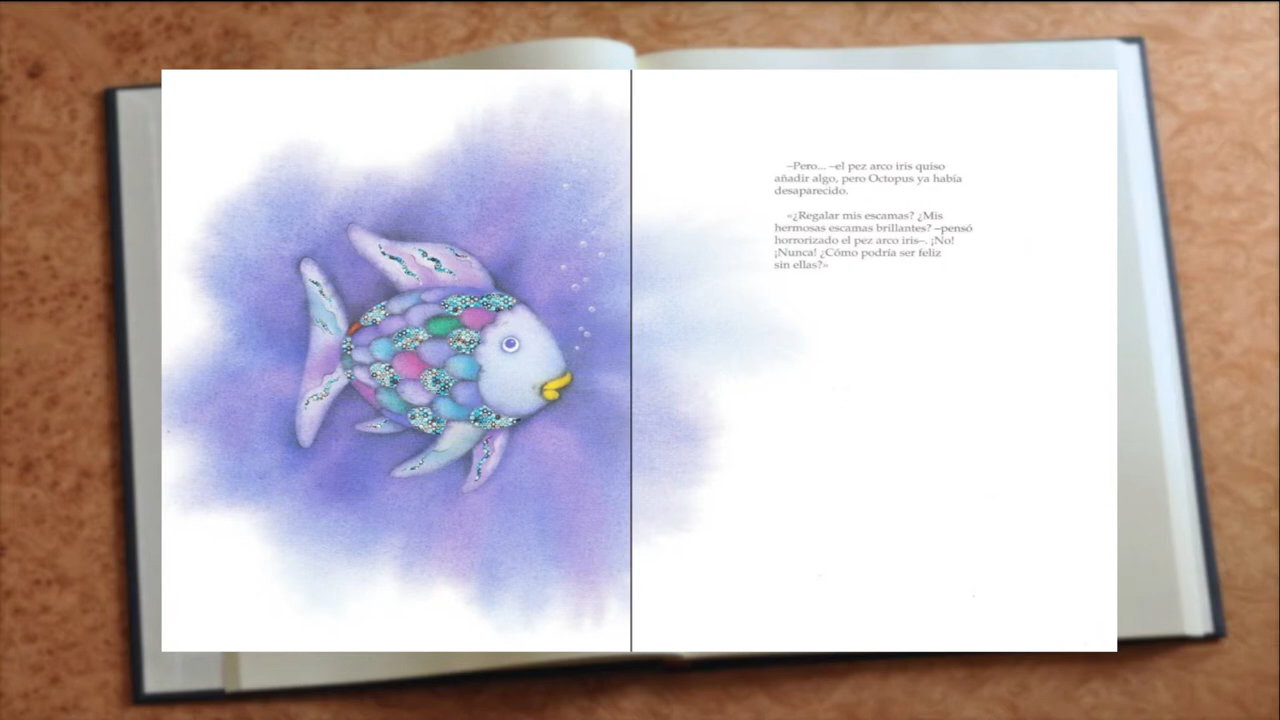 –Pero... –el pez arco iris quiso
añadir algo, pero Octopus ya había
desaparecido.
«¿Regalar mis escamas? ¿Mis
hermosas escamas brillantes? –pensó
horrorizado el pez arco iris–. ¡No!
¡Nunca! ¿Cómo podría ser feliz
sin ellas?»